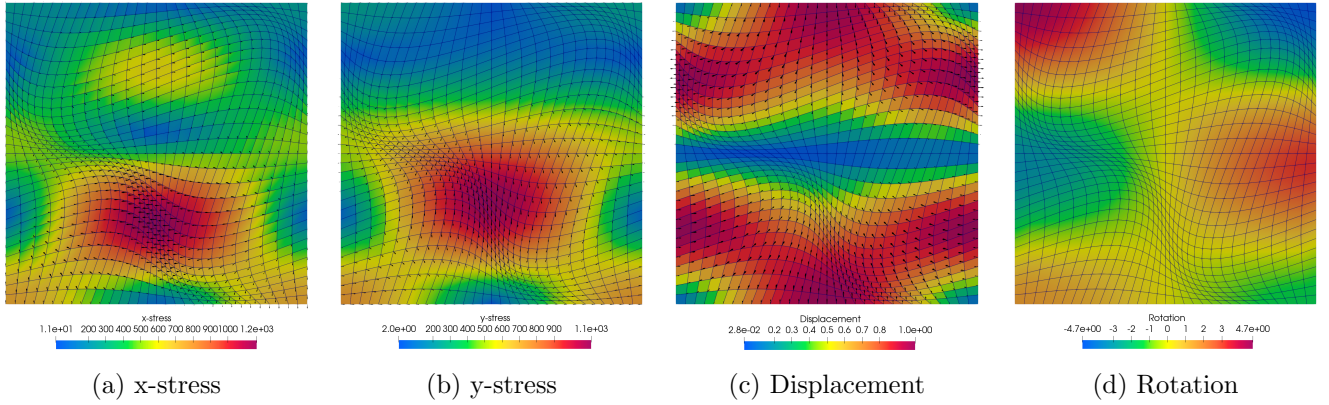 x-stress
1.1e+01 200 300 400 500 600 700 800 9001000 1.2e+03
(a) x-stress
y-stress
2.0e+00 200 300 400 500 600 700 800 900 1.1e+03
(b) y-stress
Displacement
2.8e-02 0.2 0.3 0.4 0.5 0.6 0.7 0.8 1.0e+00
(c) Displacement
Rotation
-4.7e+00 -3 -2 -1 0 1 2 3 4.7e+00
(d) Rotation